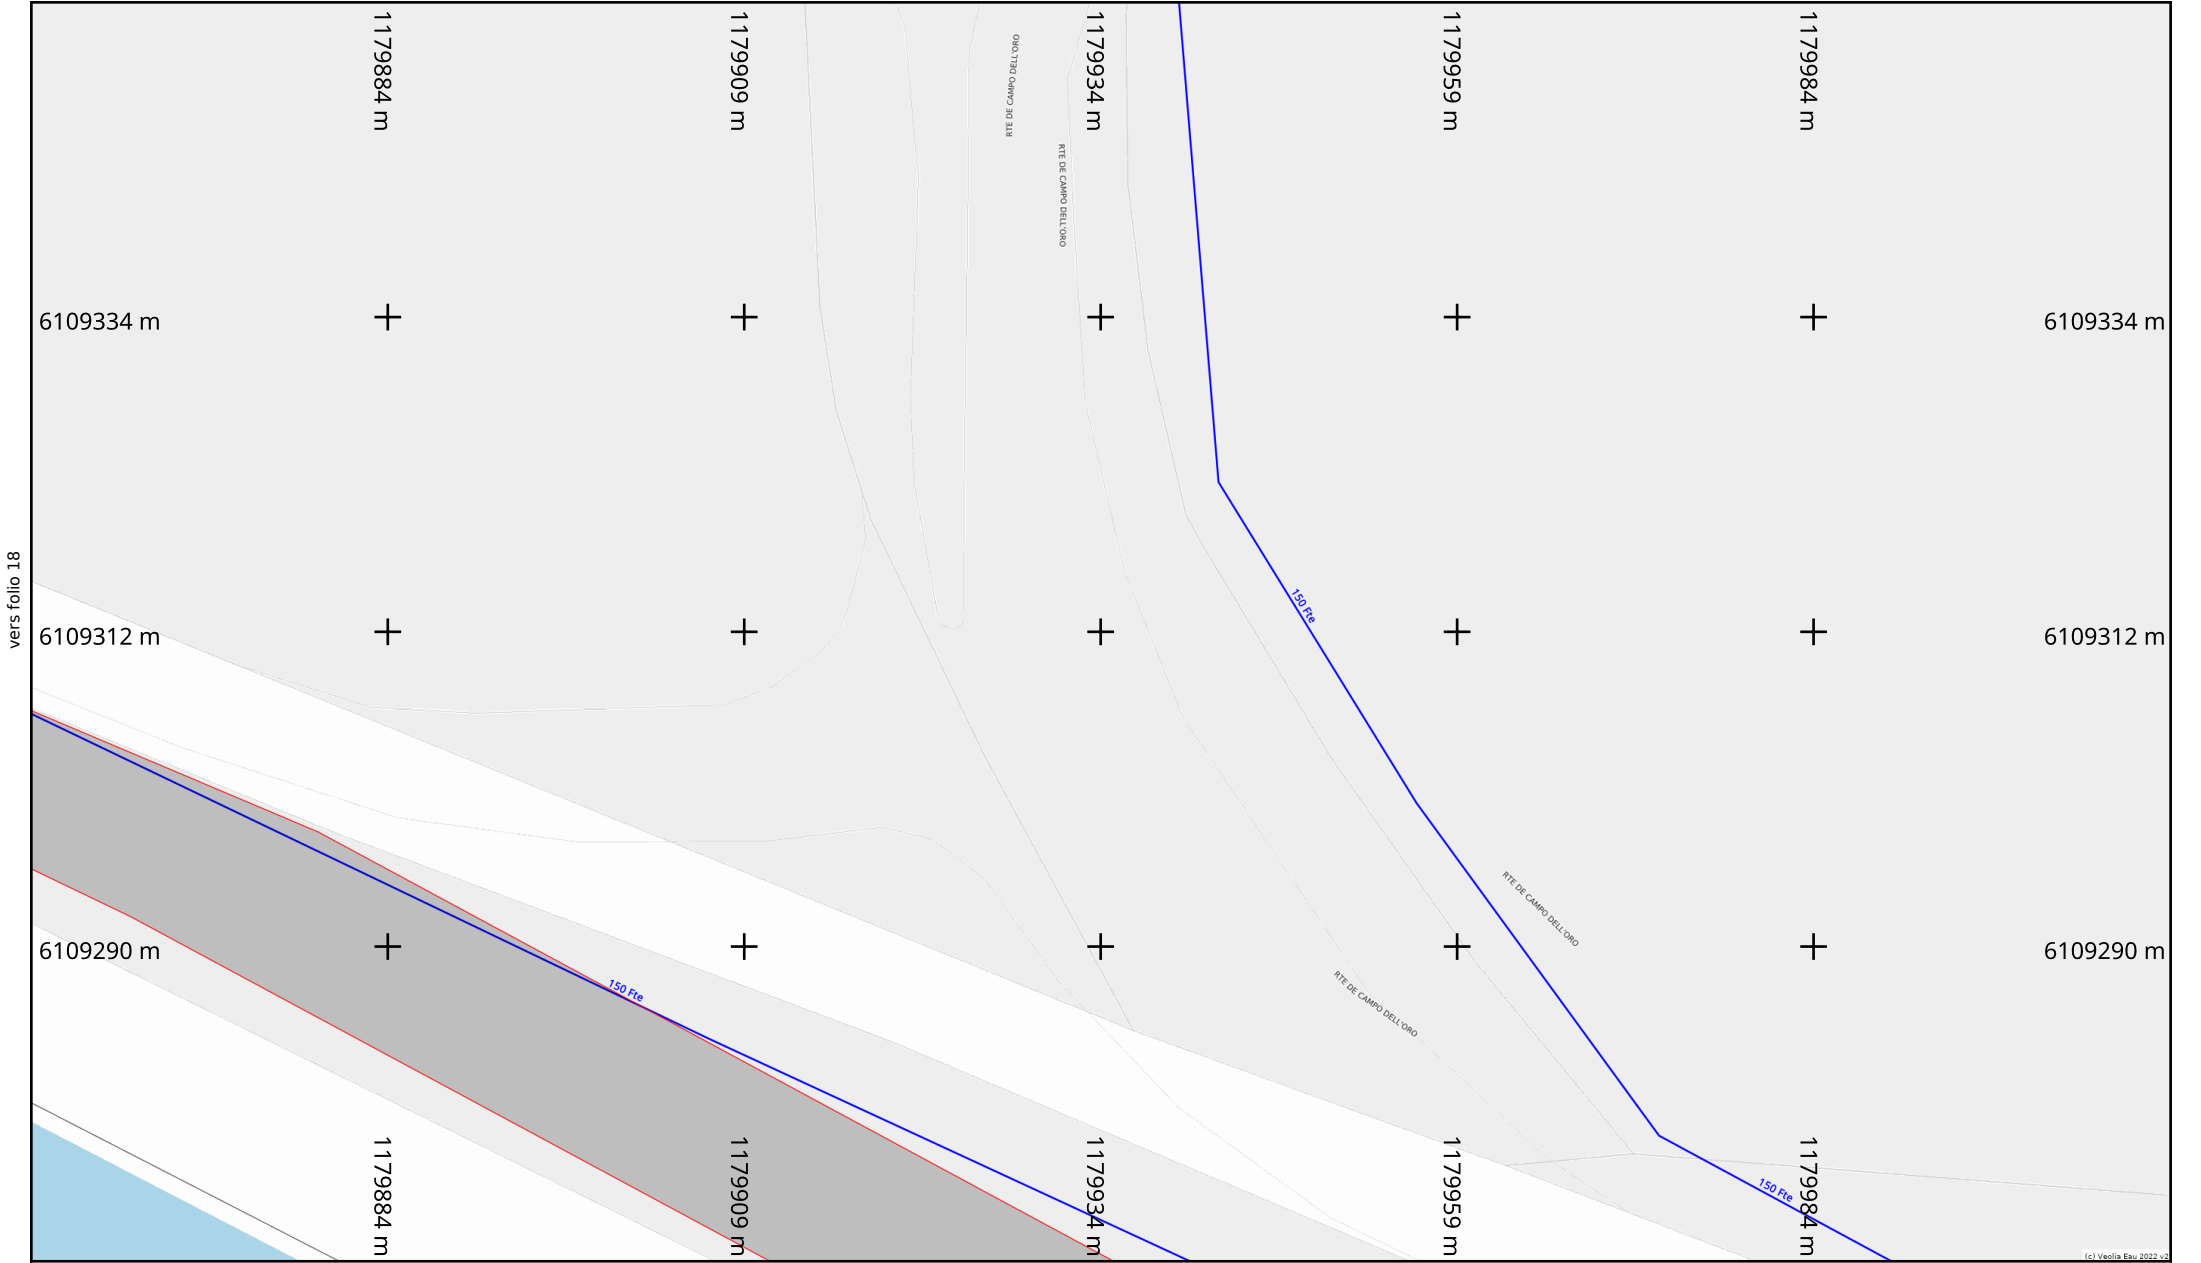 1179884 m
1179909 m
1179934 m
1179959 m
1179984 m
RTE DE CAMPO DELL'ORO
RTE DE CAMPO DELL'ORO
6109334 m
6109334 m
vers folio 18
150 Fte
6109312 m
6109312 m
RTE DE CAMPO DELL'ORO
6109290 m
6109290 m
150 Fte
RTE DE CAMPO DELL'ORO
1179884 m
1179909 m
1179934 m
1179959 m
150 Fte
1179984 m
(c) Veolia Eau 2022 v2